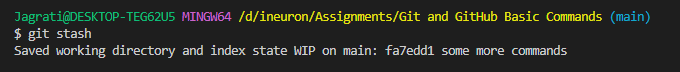 Jagrati@DESKTOP-TEG62U5 MINGW64 /d/ineuron/Assignments/Git and GitHub Basic Commands (main)
$ git stash
Saved working directory and index state WIP on main: fa7edd1 some more commands